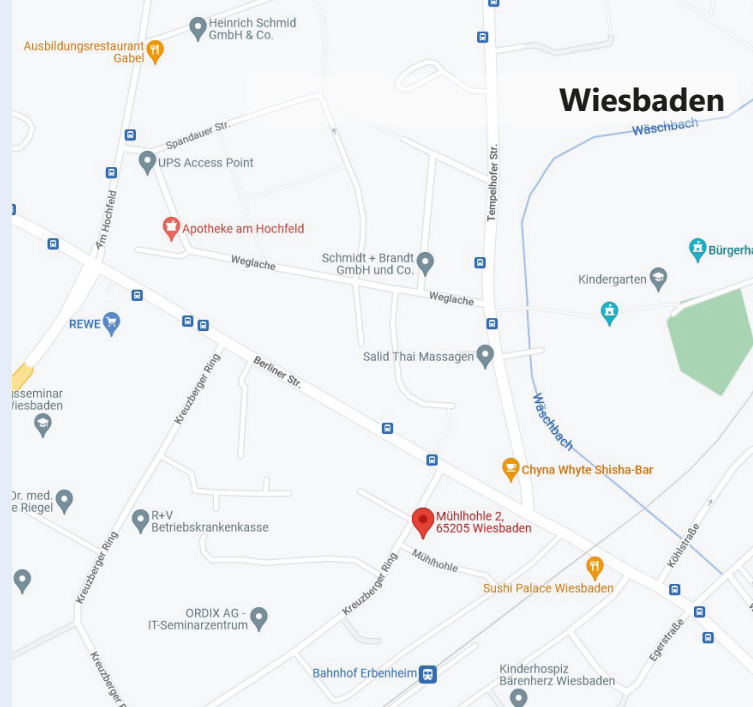 Heinrich Schmid
GmbH & Co.
Ausbildungsrestaurant
Gabel
Wiesbaden
Wäschbach
Spandauer Str.
UPS Access Point
Tempelhofer Str.
Am Hochfeld
Apotheke am Hochfeld
Weglache
Schmidt + Brandt
GmbH und Co.
Bürgerha
Kindergarten
Weglache
REWE
Salid Thai Massagen
Berliner Str.
Kreuzberger Ring
gsseminar
Wiesbaden
Wäschbach
Chyna Whyte Shisha-Bar
Dr. med.
e Riegel
R+V
Betriebskrankenkasse
Mühlhohle 2,
65205 Wiesbaden
Köhlstraße
Kreuzberger Ring
Mühlhohle
Kreuzberger Ring
Sushi Palace Wiesbaden
ORDIX AG -
IT-Seminarzentrum
Egerstraße
Kreuzberger Ring
Bahnhof Erbenheim
Kinderhospiz
Bärenherz Wiesbaden